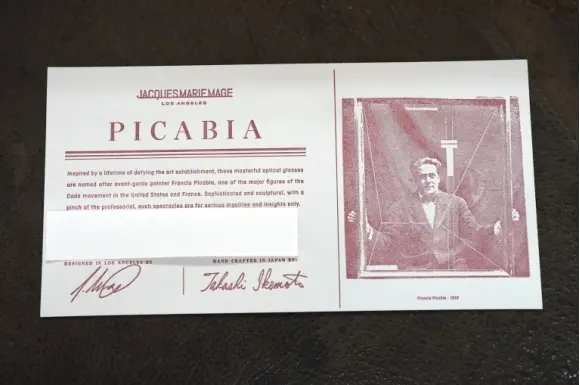 JACQUES MARIE MAGE
LOS ANGELES
PICABIA
Inspired by a lifetime of defying the art establishment, these masterful optical glasses
are named after avant-garde painter Francis Picabia, one of the major figures of the
Dada movement in the United States and France. Sophisticated and sculptural, with a
pinch of the professorial, such spectacles are for serious inquiries and insights only.
DESIGNED IN LOS ANGELES BY
HAND CRAFTED IN JAPAN BY:
Takashi Ikemoto
Francis Picabia -